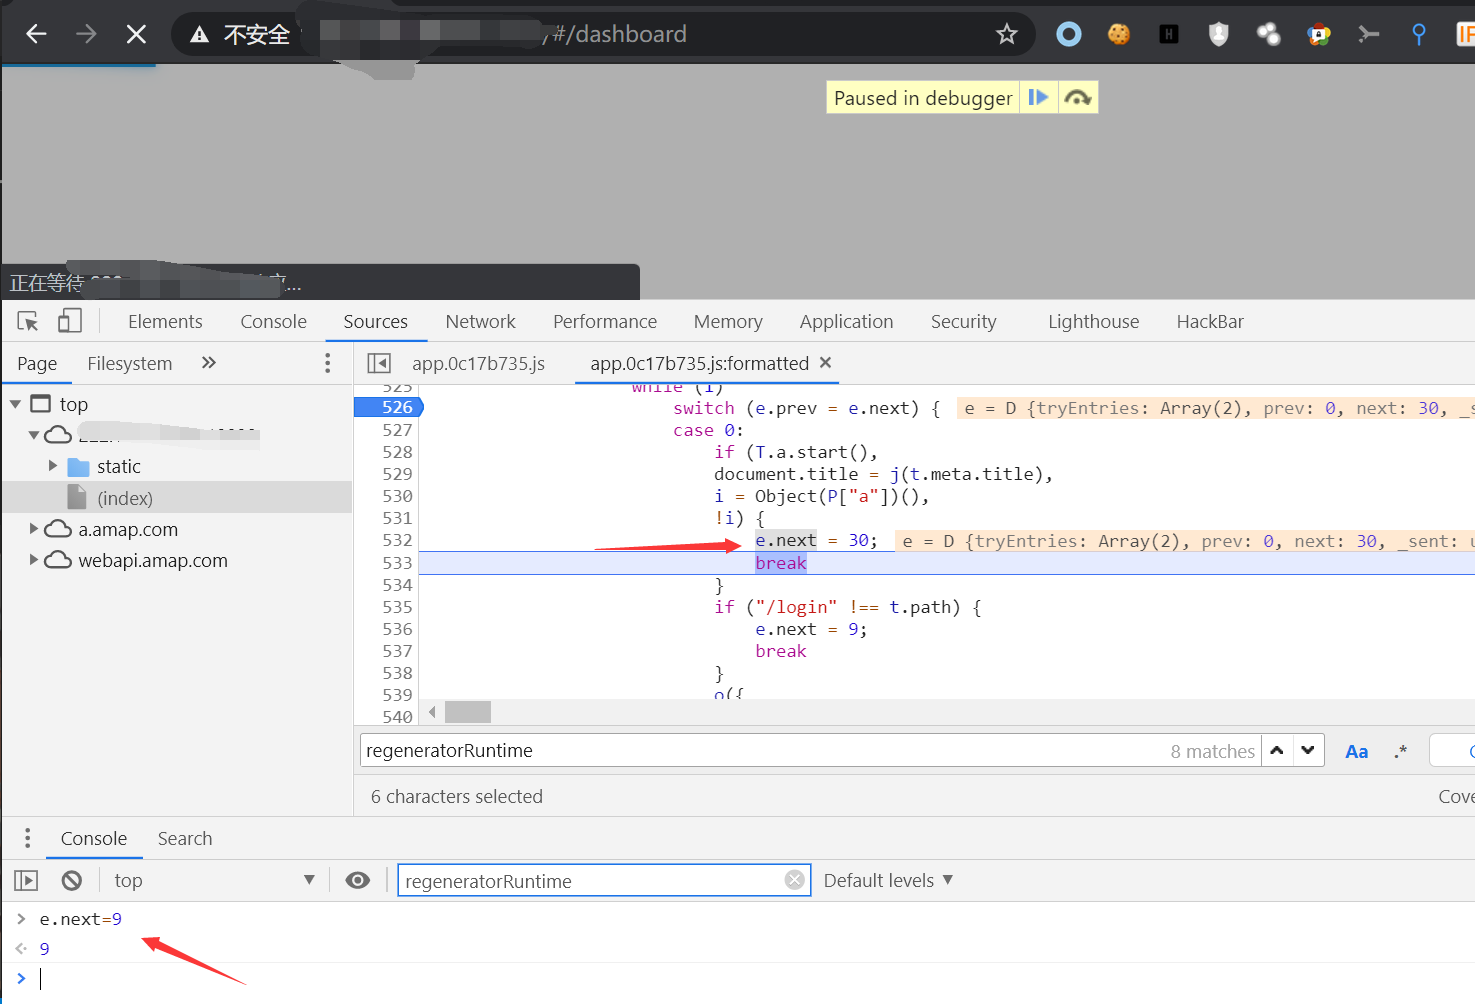 不安全
/#/dashboard
Paused in debugger
正在等待
...
Elements Console Sources Network Performance Memory Application Security Lighthouse HackBar
Page Filesystem » app.0c17b735.js app.0c17b735.js:formatted ×
top
static
(index)
a.amap.com
webapi.amap.com
525 while (1)
526 switch (e.prev = e.next) { e = D {tryEntries: Array(2), prev: 0, next: 30, _s
527 case 0:
528 if (T.a.start(),
529 document.title = j(t.meta.title),
530 i = Object(P["a"])(),
531 !i) {
532 e.next = 30; e = D {tryEntries: Array(2), prev: 0, next: 30, _sent: u
533 break
534 }
535 if ("/login" !== t.path) {
536 e.next = 9;
537 break
538 }
539 o({
540
regeneratorRuntime 8 matches Aa .*
6 characters selected Cove
Console Search
top regeneratorRuntime Default levels
> e.next=9
9
>